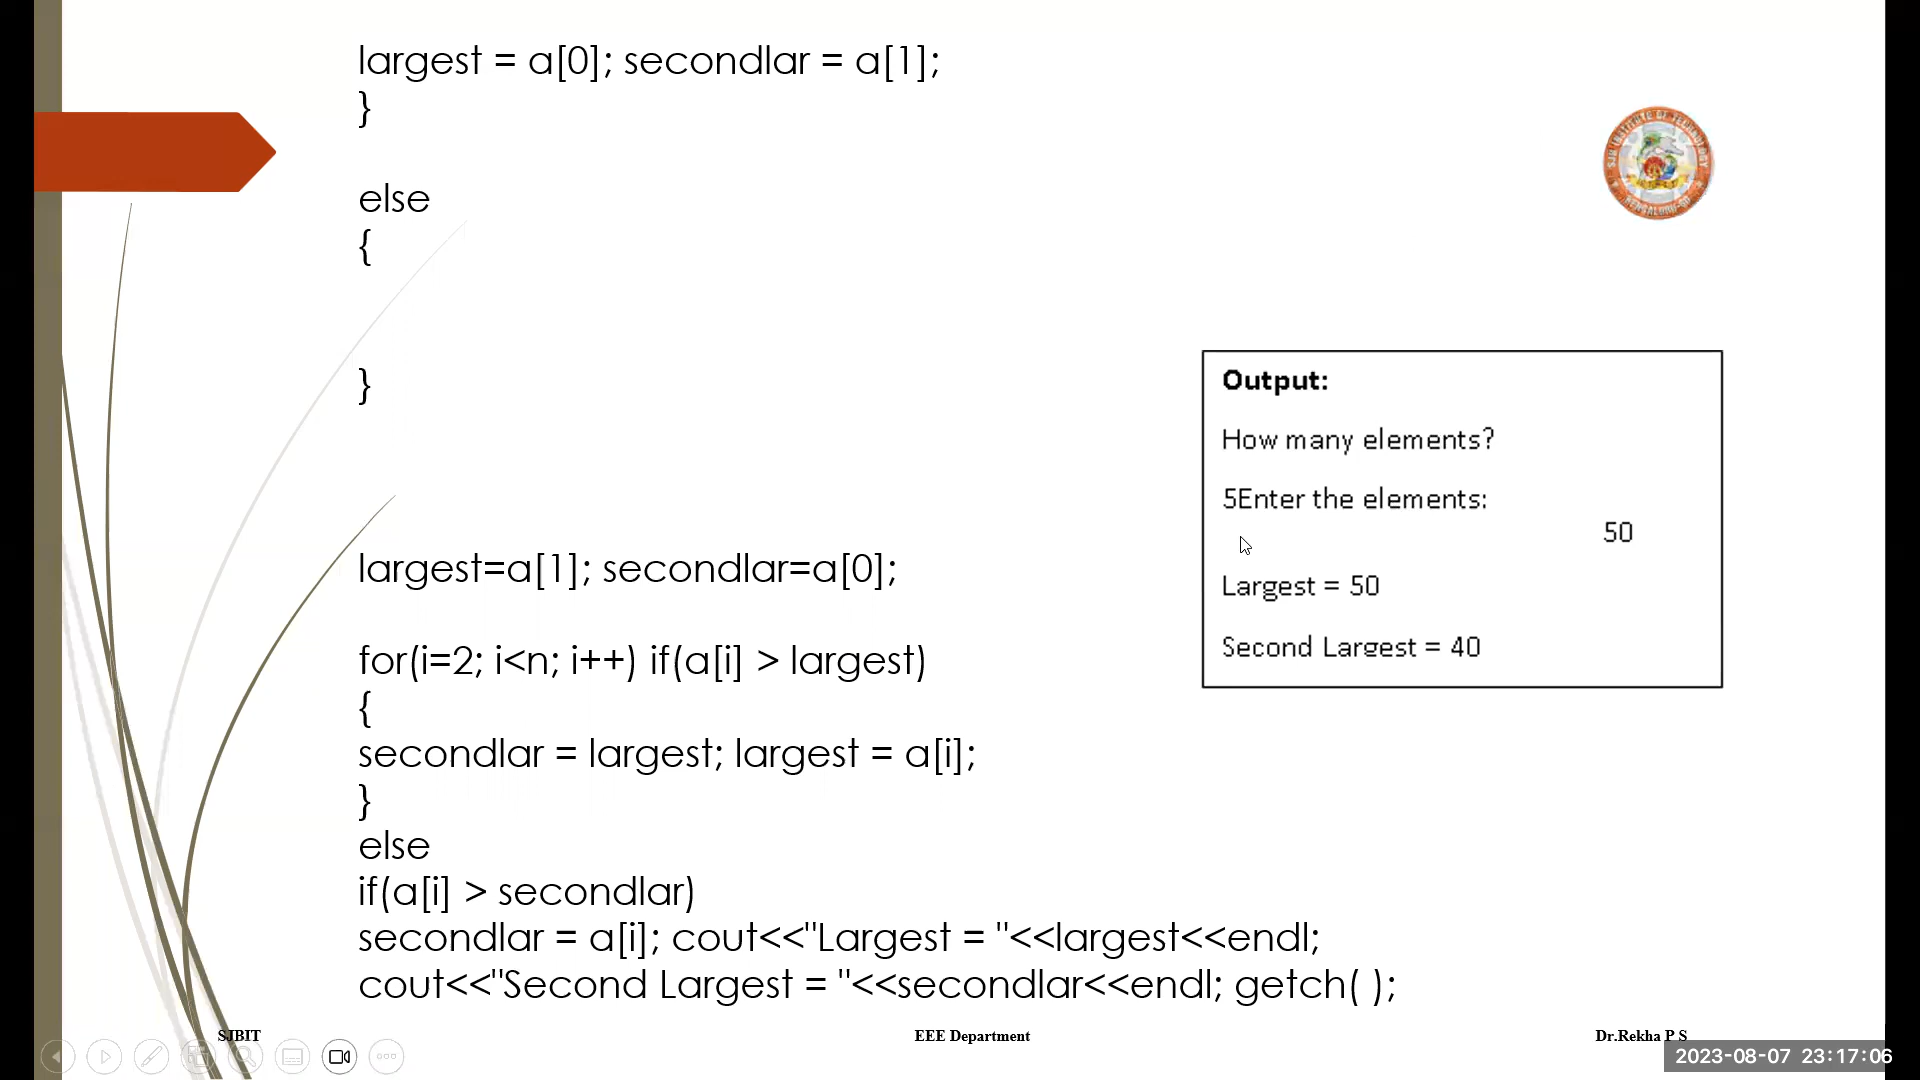 largest = a[0]; secondlar = a[1];
}
else
{
}
largest=a[1]; secondlar=a[0];
for(i=2; i<n; i++) if(a[i] > largest)
{
secondlar = largest; largest = a[i];
}
else
if(a[i] > secondlar)
secondlar = a[i]; cout<<"Largest = "<<largest<<endl;
cout<<"Second Largest = "<<secondlar<<endl; getch( );
Output:
How many elements?
5Enter the elements:
50
Largest = 50
Second Largest = 40
SJBIT
EEE Department
Dr.Rekha P S
2023-08-07 23:17:06